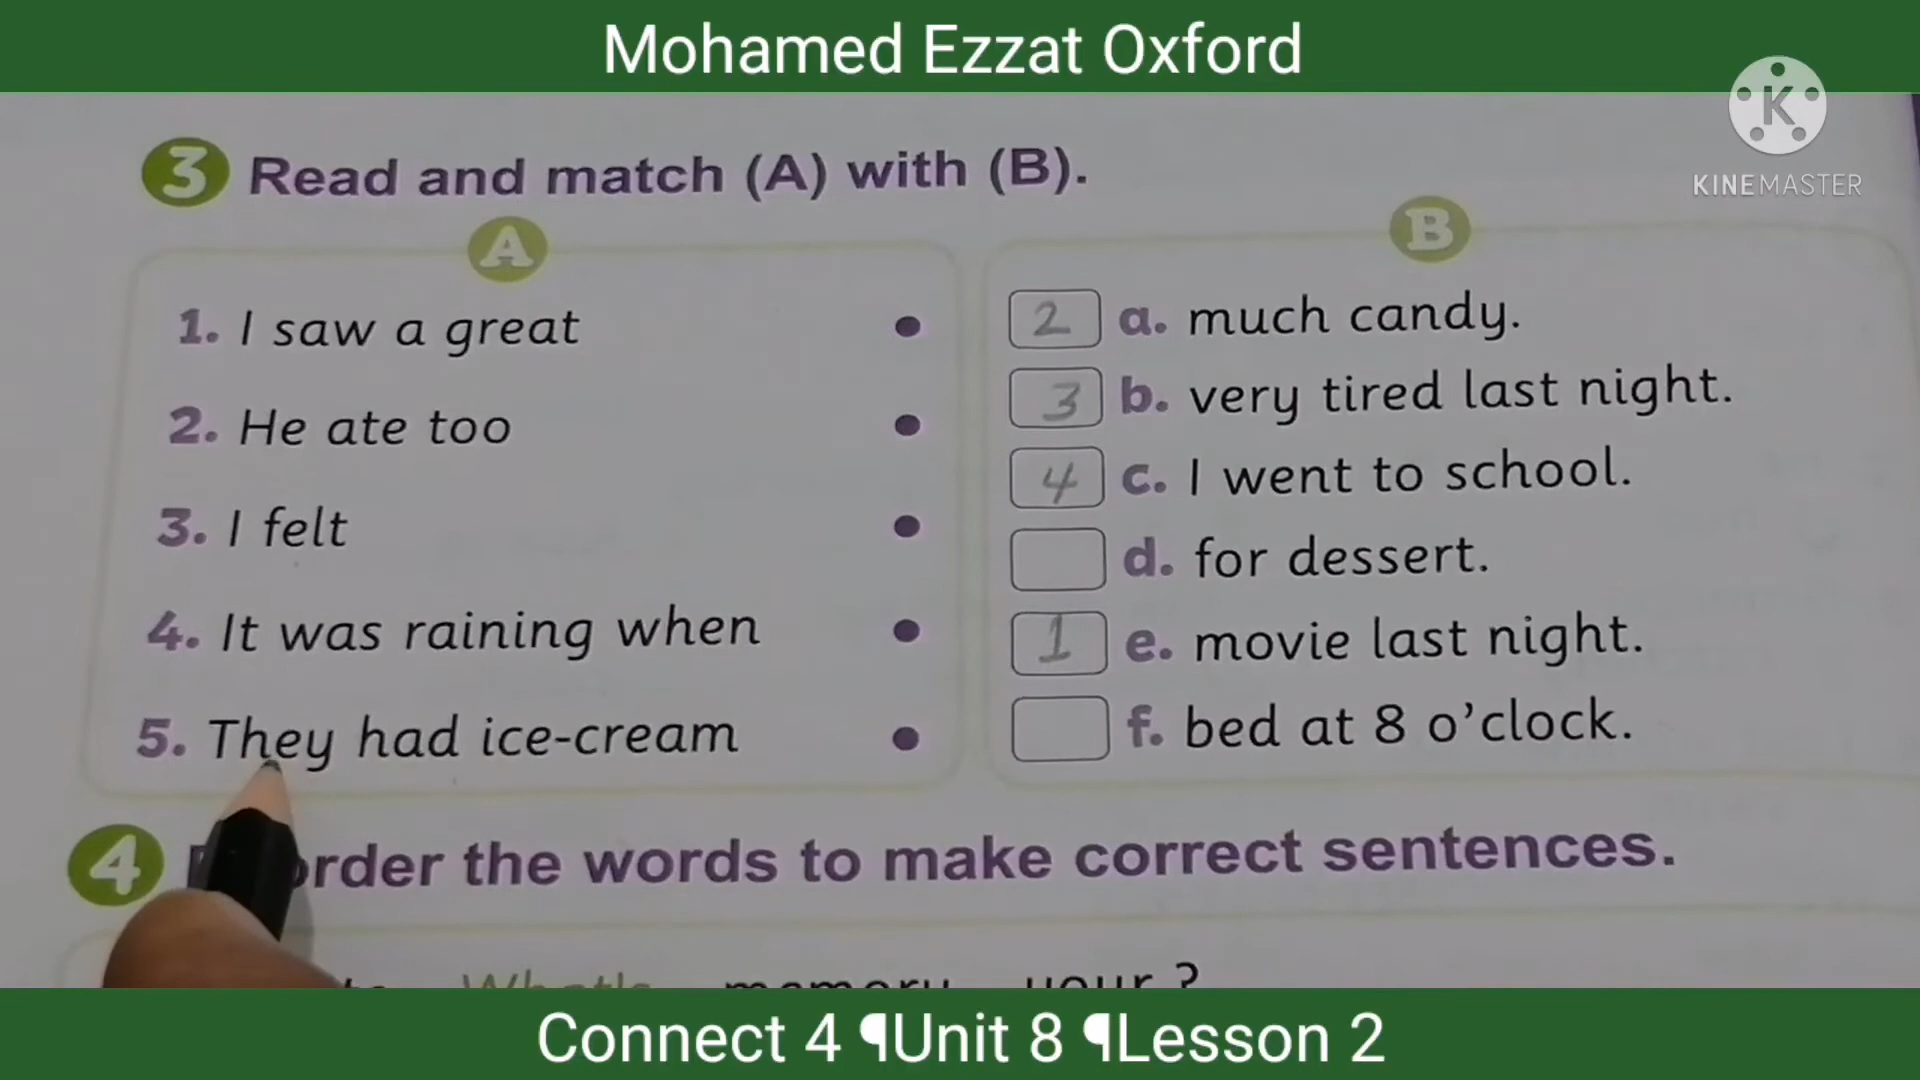 Mohamed Ezzat Oxford
KINEMASTER
3 Read and match (A) with (B).
A
1. I saw a great
2. He ate too
3. I felt
4. It was raining when
5. They had ice-cream
B
2 a. much candy.
3 b. very tired last night.
4 c. I went to school.
d. for dessert.
1 e. movie last night.
f. bed at 8 o'clock.
4 the words to make correct sentences.
What's memory your ?
Connect 4 ¶Unit 8 ¶Lesson 2